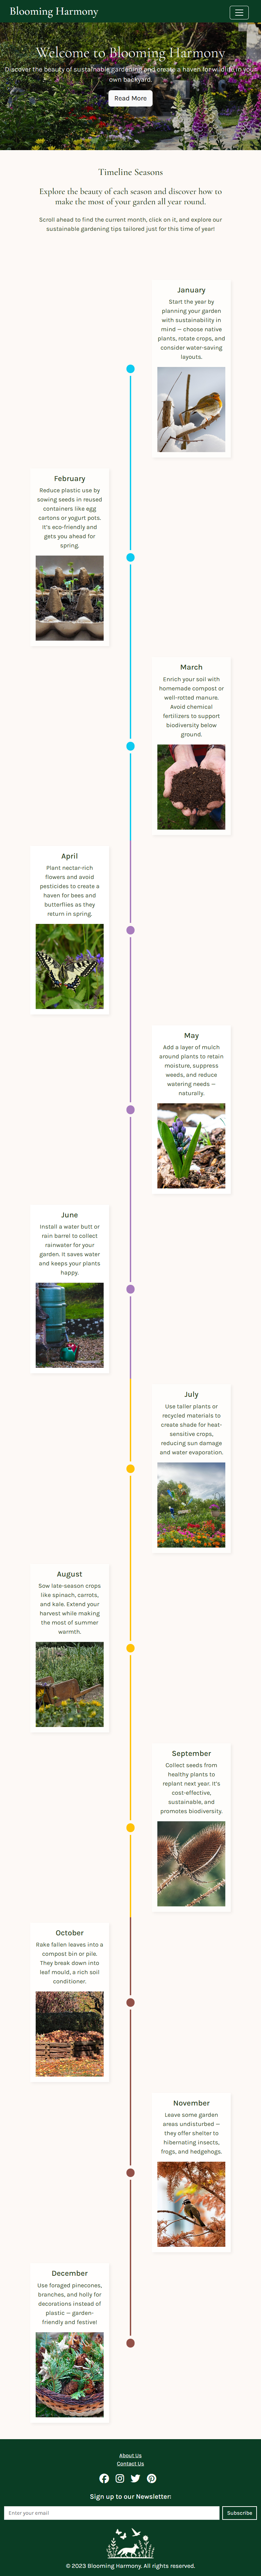 Blooming Harmony
Welcome to Blooming Harmony
Discover the beauty of sustainable gardening and create a haven for wildlife in your
own backyard.
Read More
Timeline Seasons
Explore the beauty of each season and discover how to
make the most of your garden all year round.
Scroll ahead to find the current month, click on it, and explore our
sustainable gardening tips tailored just for this time of year!
January
Start the year by
planning your garden
with sustainability in
mind — choose native
plants, rotate crops, and
consider water-saving
layouts.
February
Reduce plastic use by
sowing seeds in reused
containers like egg
cartons or yogurt pots.
It's eco-friendly and
gets you ahead for
spring.
March
Enrich your soil with
homemade compost or
well-rotted manure.
Avoid chemical
fertilizers to support
biodiversity below
ground.
April
Plant nectar-rich
flowers and avoid
pesticides to create a
haven for bees and
butterflies as they
return in spring.
May
Add a layer of mulch
around plants to retain
moisture, suppress
weeds, and reduce
watering needs —
naturally.
June
Install a water butt or
rain barrel to collect
rainwater for your
garden. It saves water
and keeps your plants
happy.
July
Use taller plants or
recycled materials to
create shade for heat-
sensitive crops,
reducing sun damage
and water evaporation.
August
Sow late-season crops
like spinach, carrots,
and kale. Extend your
harvest while making
the most of summer
warmth.
September
Collect seeds from
healthy plants to
replant next year. It's
cost-effective,
sustainable, and
promotes biodiversity.
October
Rake fallen leaves into a
compost bin or pile.
They break down into
leaf mould, a rich soil
conditioner.
November
Leave some garden
areas undisturbed —
they offer shelter to
hibernating insects,
frogs, and hedgehogs.
December
Use foraged pinecones,
branches, and holly for
decorations instead of
plastic — garden-
friendly and festive!
About Us
Contact Us
Sign up to our Newsletter:
Enter your email
Subscribe
© 2023 Blooming Harmony. All rights reserved.